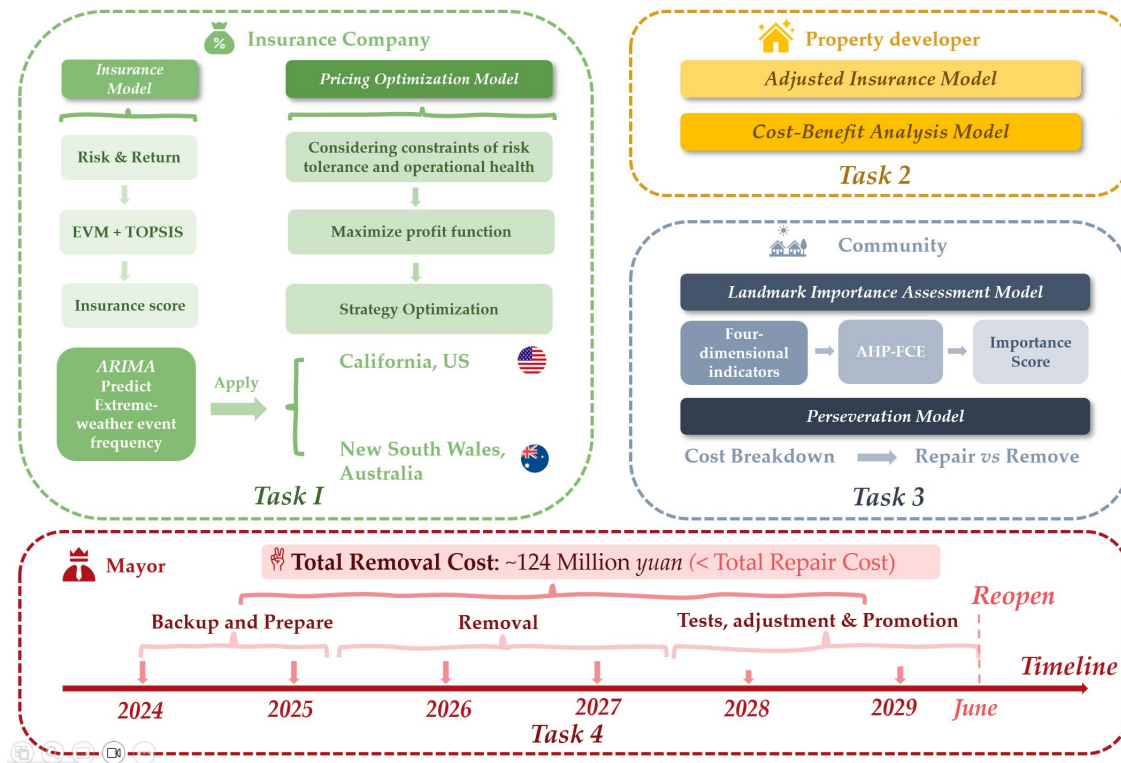 Insurance Company
Insurance
Model
Pricing Optimization Model
Risk & Return
EVM + TOPSIS
Insurance score
Considering constraints of risk
tolerance and operational health
Maximize profit function
Strategy Optimization
ARIMA
Predict
Extreme-
weather event
frequency
Apply
California, US
New South Wales,
Australia
Task I
Property developer
Adjusted Insurance Model
Cost-Benefit Analysis Model
Task 2
Community
Landmark Importance Assessment Model
Four-
dimensional
indicators
AHP-FCE
Importance
Score
Perseveration Model
Cost Breakdown
Repair vs Remove
Task 3
Mayor
Total Removal Cost: ~124 Million yuan (< Total Repair Cost)
Backup and Prepare
Removal
Tests, adjustment & Promotion
Reopen
Timeline
2024
2025
2026
2027
2028
2029
June
Task 4